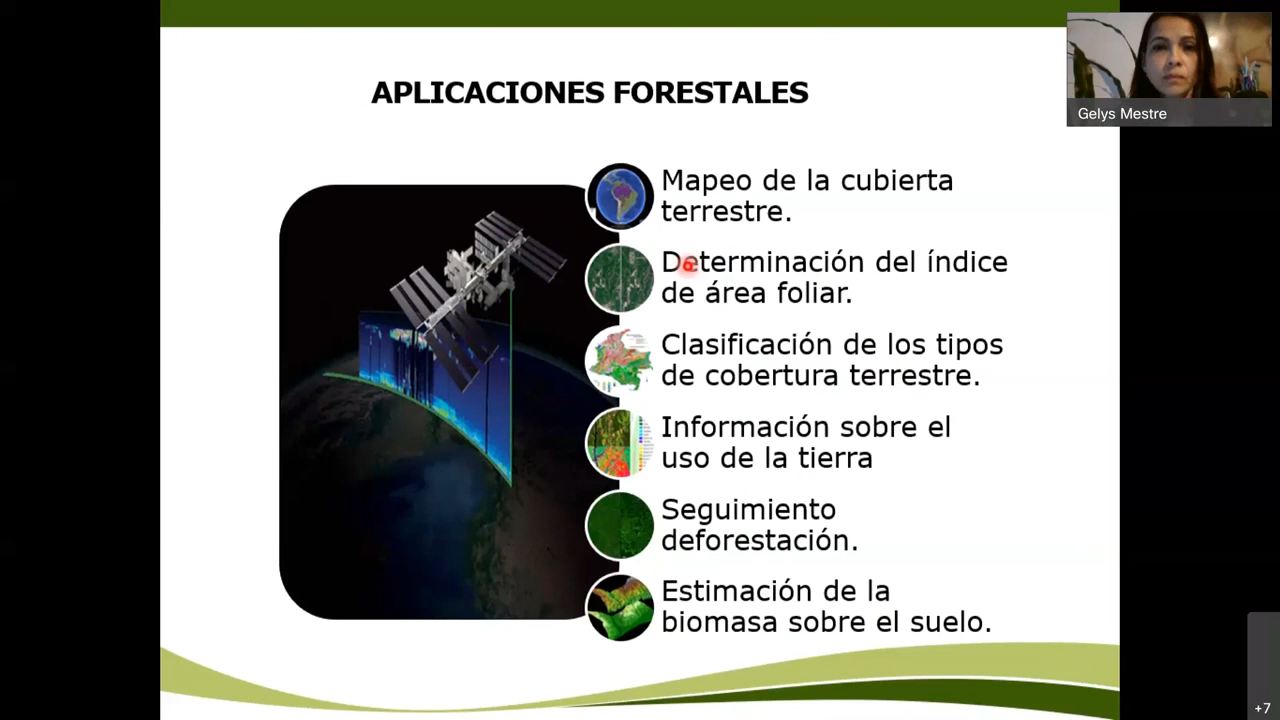 APLICACIONES FORESTALES
Gelys Mestre
Mapeo de la cubierta
terrestre.
Determinación del índice
de área foliar.
Clasificación de los tipos
de cobertura terrestre.
Información sobre el
uso de la tierra
Seguimiento
deforestación.
Estimación de la
biomasa sobre el suelo.
+7